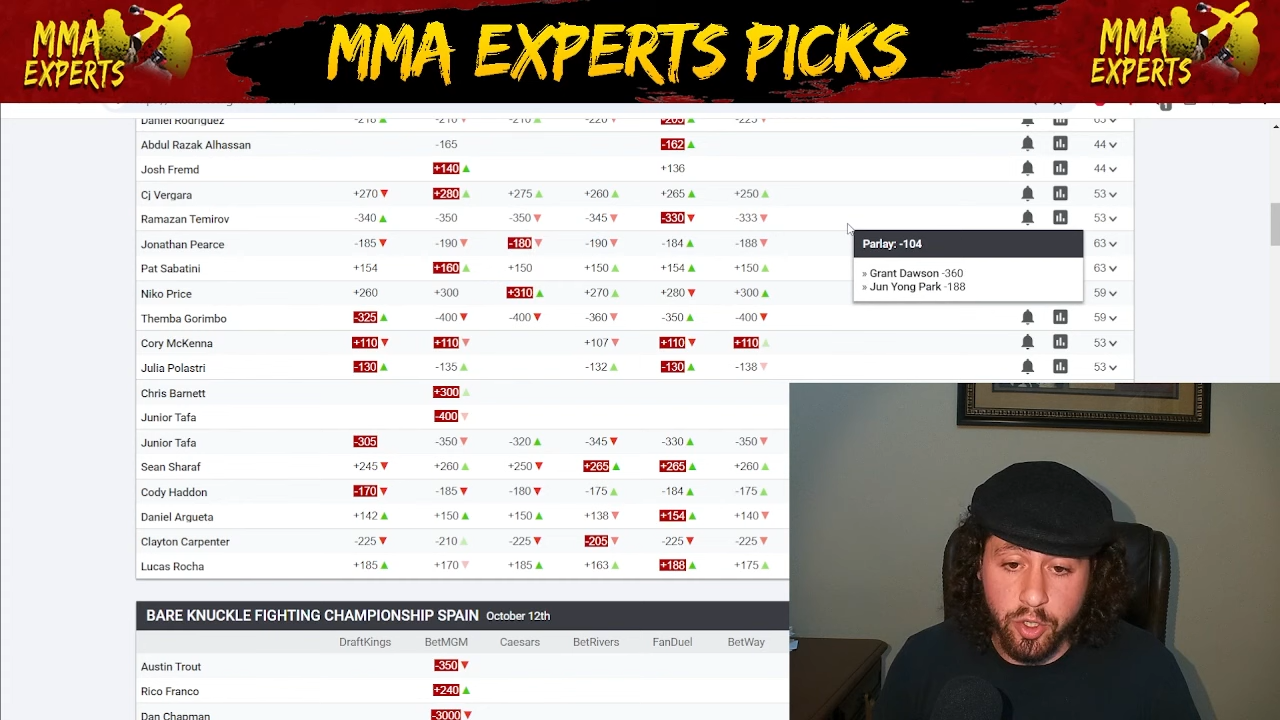 MMA
EXPERTS
MMA EXPERTS PICKS
MMA
EXPERTS
Daniel Rodriguez -218 -210 -210 -220 -205 -225 63
Abdul Razak Alhassan -165 -162 44
Josh Fremd +140 +136 44
Cj Vergara +270 +280 +275 +260 +265 +250 53
Ramazan Temirov -340 -350 -350 -345 -330 -333 53
Jonathan Pearce -185 -190 -180 -190 -184 -188 63
Parlay: -104
Pat Sabatini +154 +160 +150 +150 +154 +150 63
» Grant Dawson -360
» Jun Yong Park -188
Niko Price +260 +300 +310 +270 +280 +300 59
Themba Gorimbo -325 -400 -400 -360 -350 -400 59
Cory McKenna +110 +110 +107 +110 +110 53
Julia Polastri -130 -135 -132 -130 -138 53
Chris Barnett +300
Junior Tafa -400
Junior Tafa -305 -350 -320 -345 -330 -350
Sean Sharaf +245 +260 +250 +265 +265 +260
Cody Haddon -170 -185 -180 -175 -184 -175
Daniel Argueta +142 +150 +150 +138 +154 +140
Clayton Carpenter -225 -210 -225 -205 -225 -225
Lucas Rocha +185 +170 +185 +163 +188 +175
BARE KNUCKLE FIGHTING CHAMPIONSHIP SPAIN October 12th
DraftKings BetMGM Caesars BetRivers FanDuel BetWay
Austin Trout -350
Rico Franco +240
Dan Chapman -3000